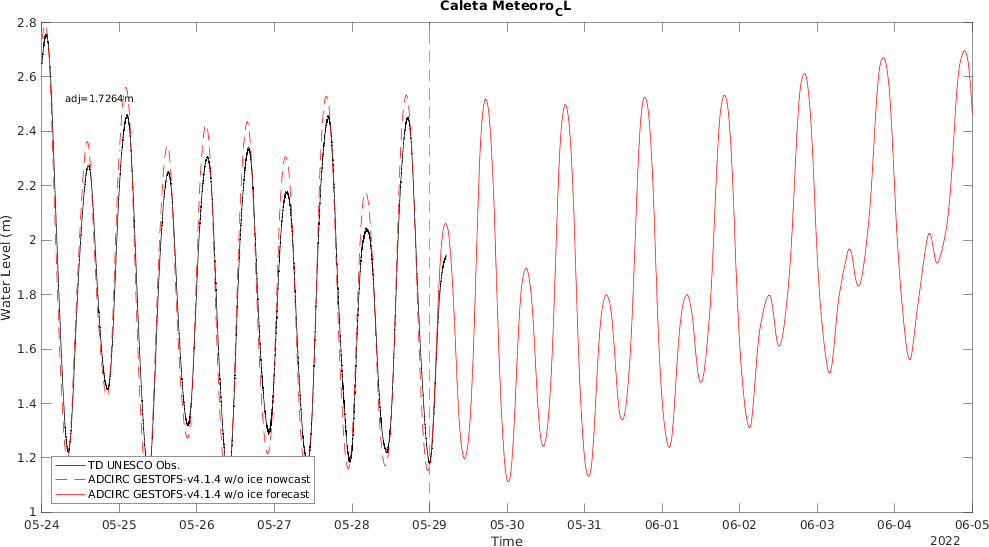 Caleta Meteoro_CL
2.8
2.6
adj=1.7264m
2.4
2.2
2
Water Level (m)
1.8
1.6
1.4
1.2
TD UNESCO Obs.
ADCIRC GESTOFS-v4.1.4 w/o ice nowcast
ADCIRC GESTOFS-v4.1.4 w/o ice forecast
1
05-24 05-25 05-26 05-27 05-28 05-29 05-30 05-31 06-01 06-02 06-03 06-04 06-05
Time
2022